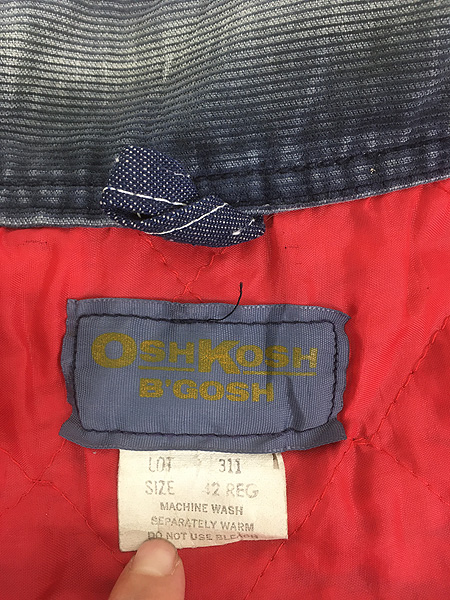 OSHKOSH
B'GOSH
LOT 311
SIZE 42 REG
MACHINE WASH
SEPARATELY WARM
DO NOT USE BLEACH